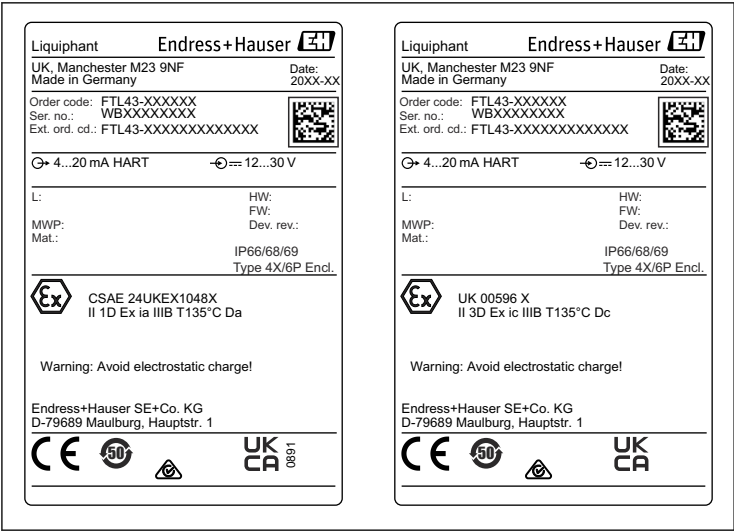 Liquiphant Endress+Hauser EH
UK, Manchester M23 9NF
Made in Germany
Date:
20XX-XX
Order code: FTL43-XXXXXX
Ser. no.: WBXXXXXXXX
Ext. ord. cd.: FTL43-XXXXXXXXXXXXX
4...20 mA HART 12...30 V
L:
MWP:
Mat.:
HW:
FW:
Dev. rev.:
IP66/68/69
Type 4X/6P Encl.
Ex
CSAE 24UKEX1048X
II 1D Ex ia IIIB T135°C Da
Warning: Avoid electrostatic charge!
Endress+Hauser SE+Co. KG
D-79689 Maulburg, Hauptstr. 1
CE 50 UK
CA 0891
Liquiphant Endress+Hauser EH
UK, Manchester M23 9NF
Made in Germany
Date:
20XX-XX
Order code: FTL43-XXXXXX
Ser. no.: WBXXXXXXXX
Ext. ord. cd.: FTL43-XXXXXXXXXXXXX
4...20 mA HART 12...30 V
L:
MWP:
Mat.:
HW:
FW:
Dev. rev.:
IP66/68/69
Type 4X/6P Encl.
Ex
UK 00596 X
II 3D Ex ic IIIB T135°C Dc
Warning: Avoid electrostatic charge!
Endress+Hauser SE+Co. KG
D-79689 Maulburg, Hauptstr. 1
CE 50 UK
CA